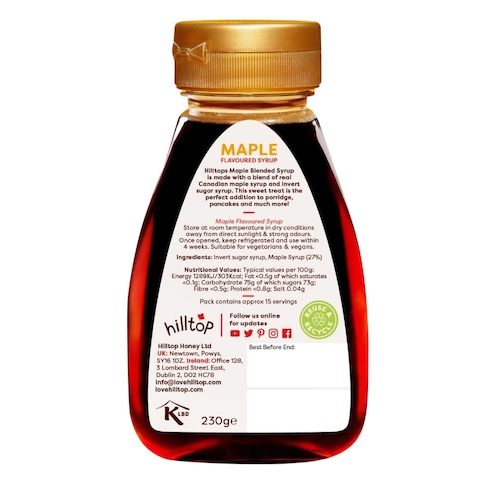 MAPLE
FLAVOURED SYRUP
Hilltops Maple Blended Syrup
is made with a blend of real
Canadian maple syrup and invert
sugar syrup. This sweet treat is the
perfect addition to porridge,
pancakes and much more!
Maple Flavoured Syrup
Store at room temperature in dry conditions
away from direct sunlight & strong odours.
Once opened, keep refrigerated and use within
4 weeks. Suitable for vegetarians & vegans.
Ingredients: Invert sugar syrup, Maple Syrup (27%)
Nutritional Values: Typical values per 100g:
Energy 1289KJ/303Kcal; Fat <0.5g of which saturates
<0.1g; Carbohydrate 75g of which sugars 73g;
Fibre <0.5g; Protein <0.8g; Salt 0.04g
Pack contains approx 15 servings
hilltop
Follow us online
for updates
REUSE &
RECYCLE
Hilltop Honey Ltd
UK: Newtown, Powys,
SY16 1DZ. Ireland: Office 128,
3 Lombard Street East,
Dublin 2, D02 HC78
info@lovehilltop.com
lovehilltop.com
Best Before End:
K LBD
230g℮